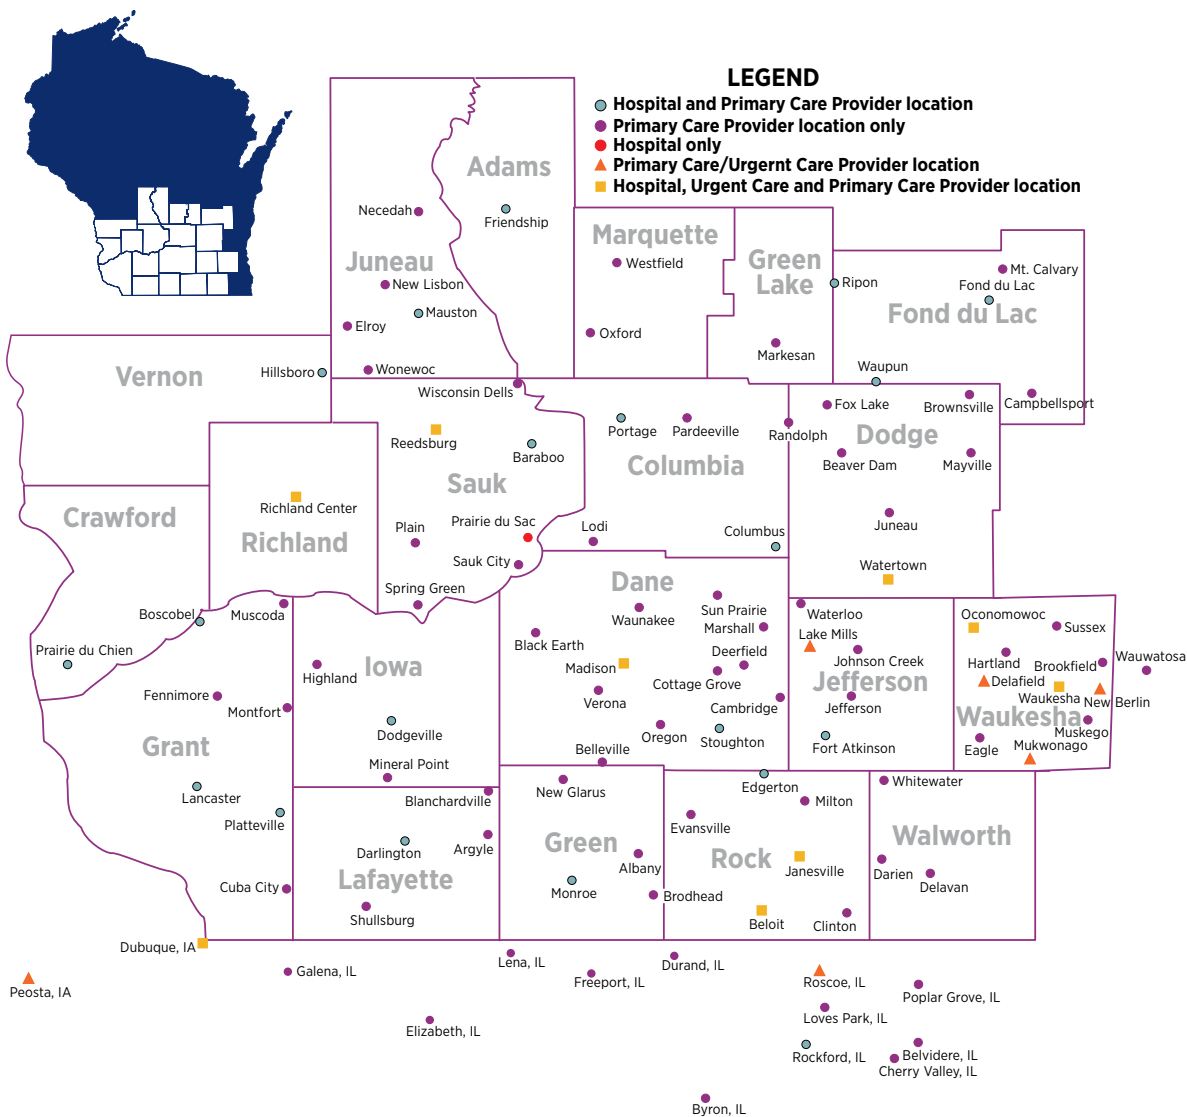 LEGEND
Hospital and Primary Care Provider location
Primary Care Provider location only
Hospital only
Primary Care/Urgernt Care Provider location
Hospital, Urgent Care and Primary Care Provider location
Adams
Necedah
Friendship
Marquette
Juneau
Green
Lake
Westfield
Mt. Calvary
New Lisbon
Ripon
Fond du Lac
Mauston
Fond du Lac
Elroy
Oxford
Markesan
Vernon
Hillsboro
Wonewoc
Waupun
Wisconsin Dells
Fox Lake
Brownsville
Campbellsport
Reedsburg
Portage
Pardeeville
Randolph
Dodge
Baraboo
Columbia
Beaver Dam
Mayville
Sauk
Richland Center
Crawford
Prairie du Sac
Plain
Lodi
Juneau
Richland
Columbus
Sauk City
Watertown
Dane
Spring Green
Boscobel
Muscoda
Sun Prairie
Waterloo
Oconomowoc
Waunakee
Marshall
Lake Mills
Sussex
Black Earth
Prairie du Chien
Deerfield
Johnson Creek
Hartland
Brookfield
Wauwatosa
Iowa
Madison
Highland
Cottage Grove
Jefferson
Delafield
Fennimore
Verona
Cambridge
Jefferson
Waukesha
New Berlin
Montfort
Waukesha
Dodgeville
Oregon
Stoughton
Fort Atkinson
Muskego
Grant
Belleville
Eagle
Mukwonago
Mineral Point
Edgerton
Whitewater
Lancaster
Blanchardville
New Glarus
Milton
Platteville
Evansville
Walworth
Darlington
Argyle
Green
Rock
Albany
Janesville
Darien
Lafayette
Cuba City
Monroe
Brodhead
Delavan
Shullsburg
Beloit
Clinton
Dubuque, IA
Lena, IL
Durand, IL
Galena, IL
Peosta, IA
Freeport, IL
Roscoe, IL
Poplar Grove, IL
Loves Park, IL
Elizabeth, IL
Rockford, IL
Belvidere, IL
Cherry Valley, IL
Byron, IL